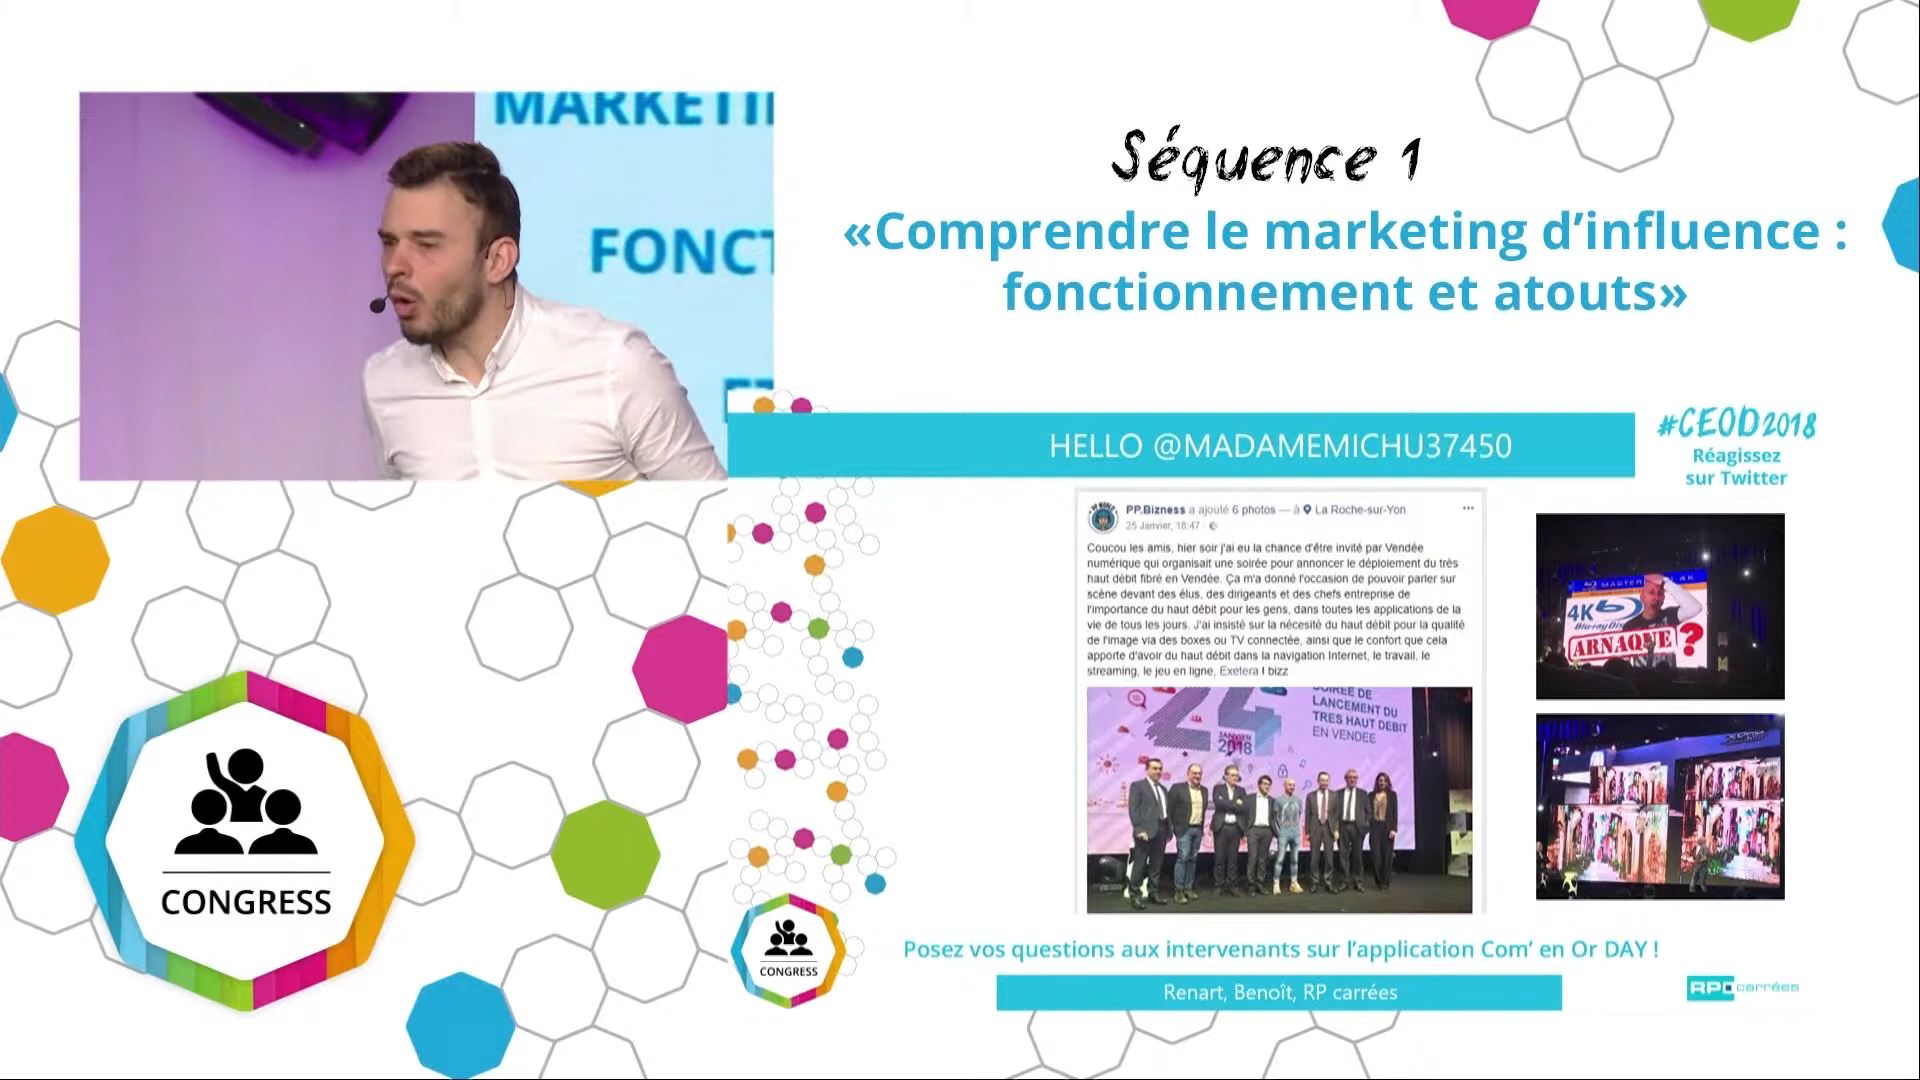 MARKETI
FONCT
Séquence 1
«Comprendre le marketing d’influence :
fonctionnement et atouts»
HELLO @MADAMEMICHU37450
#CEOD2018
Réagissez
sur Twitter
PP.Bizness a ajouté 6 photos — à La Roche-sur-Yon.
25 Janvier, 18:47
Coucou les amis, hier soir j'ai eu la chance d'être invité par Vendée
numérique qui organisait une soirée pour annoncer le déploiement du très
haut débit fibré en Vendée. Ça m'a donné l'occasion de pouvoir parler sur
scène devant des élus, des dirigeants et des chefs entreprise de
l'importance du haut débit pour les gens, dans toutes les applications de la
vie de tous les jours. J'ai insisté sur la nécesité du haut débit pour la qualité
de l'image via des boxes ou TV connectée, ainsi que le confort que cela
apporte d'avoir du haut débit dans la navigation Internet, le travail, le
streaming, le jeu en ligne, Exetera ! bizz
SOIRÉE DE
LANCEMENT DU
TRES HAUT DEBIT
EN VENDEE
24
JANVIER
2018
4K
Blu-ray Disc
ARNAQUE ?
CONGRESS
CONGRESS
Posez vos questions aux intervenants sur l’application Com’ en Or DAY !
Renart, Benoît, RP carrées
RP carrées